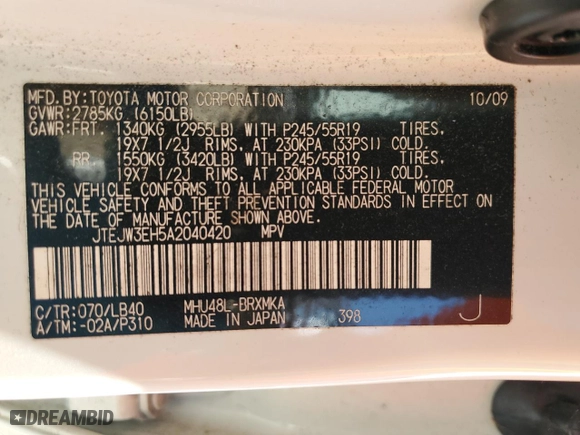 MFD.BY:TOYOTA MOTOR CORPORATION 10/09
GVWR:2785KG (6150LB)
GAWR:FRT. 1340KG (2955LB) WITH P245/55R19 TIRES.
19X7 1/2J RIMS. AT 230KPA (33PSI) COLD.
RR. 1550KG (3420LB) WITH P245/55R19 TIRES.
19X7 1/2J RIMS. AT 230KPA (33PSI) COLD.
THIS VEHICLE CONFORMS TO ALL APPLICABLE FEDERAL MOTOR
VEHICLE SAFETY AND BUMPER STANDARDS IN EFFECT ON
THE DATE OF MANUFACTURE SHOWN ABOVE.
JTEJW3EH5A2040420 MPV
C/TR:070/LB40 MHU48L-BRXMKA
A/TM:-02A/P310 MADE IN JAPAN 398 J
DREAMBID